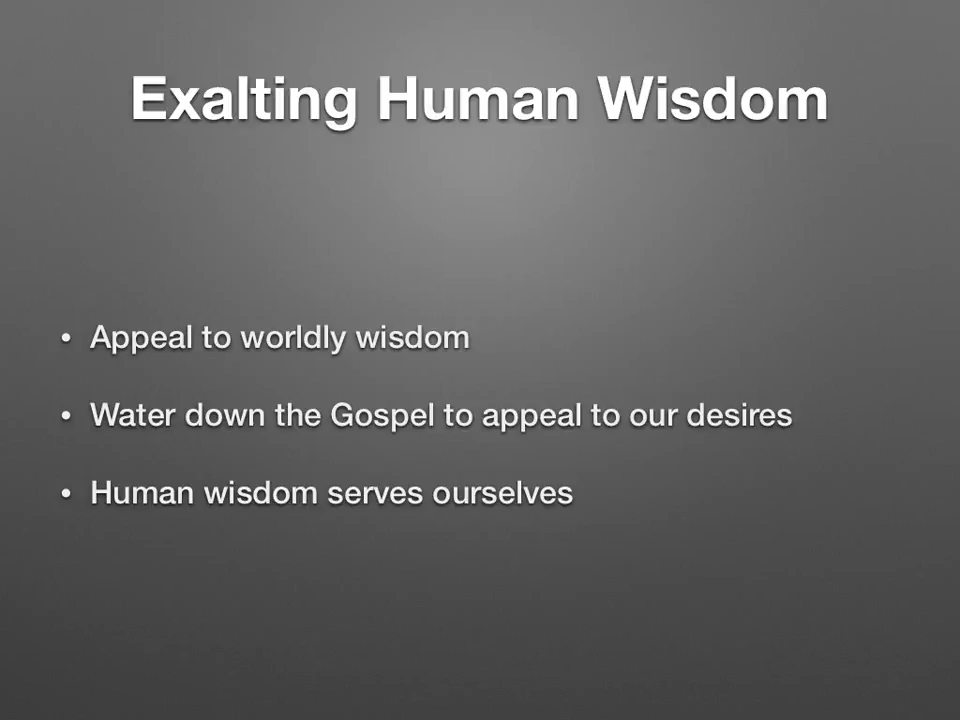 Exalting Human Wisdom
• Appeal to worldly wisdom
• Water down the Gospel to appeal to our desires
• Human wisdom serves ourselves